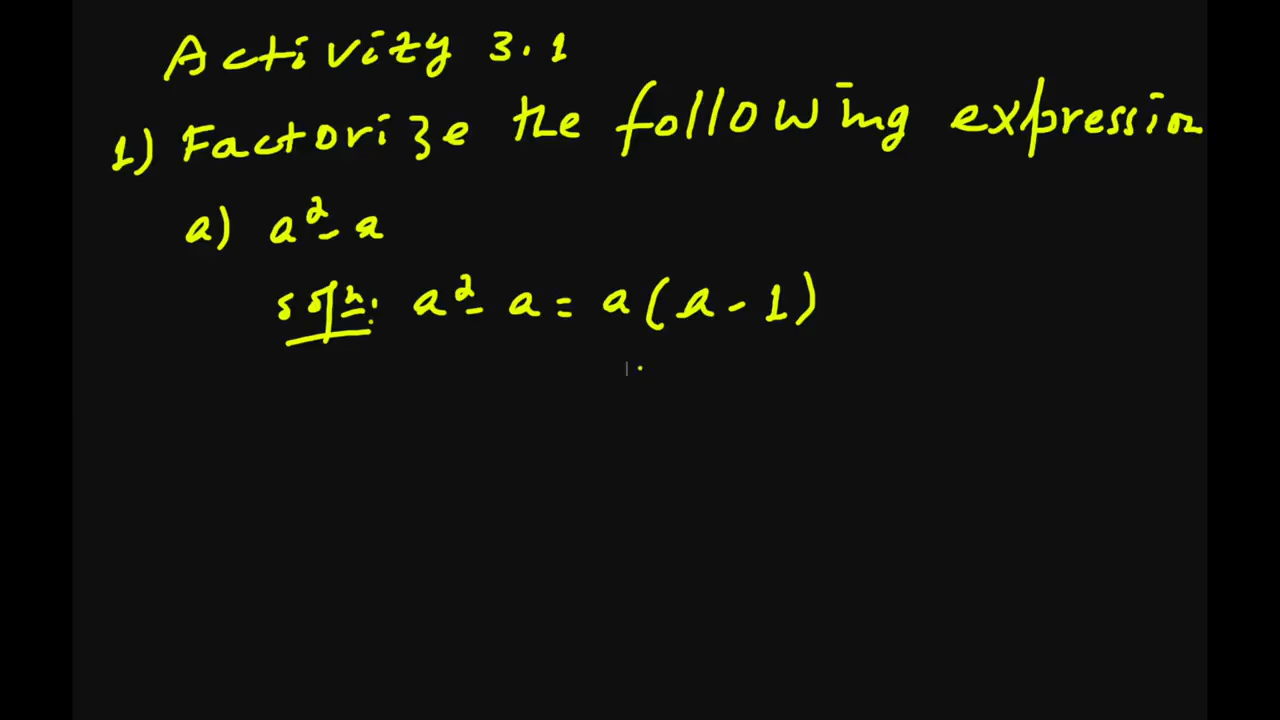 Activity 3.1
1) Factorize the following expression
a) a² - a
soln: a² - a = a(a - 1)